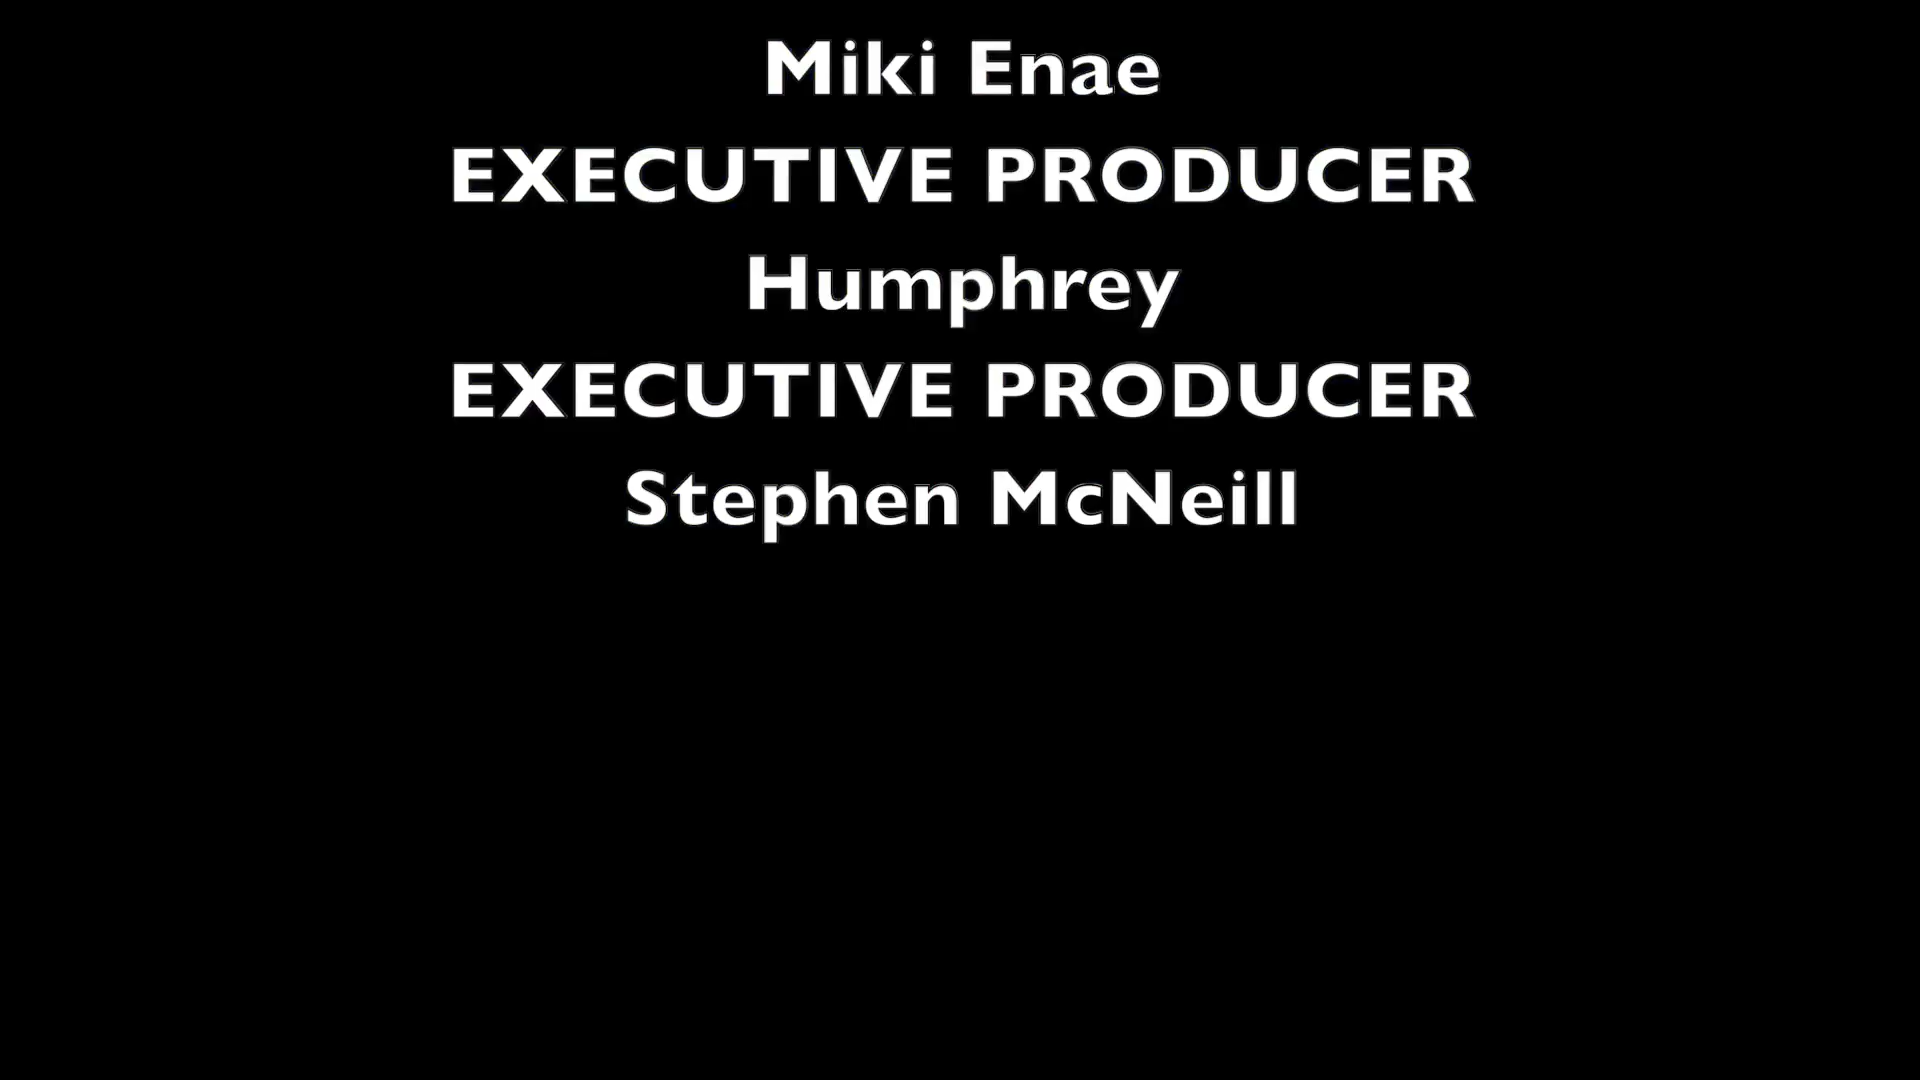 Miki Enae
EXECUTIVE PRODUCER
Humphrey
EXECUTIVE PRODUCER
Stephen McNeill